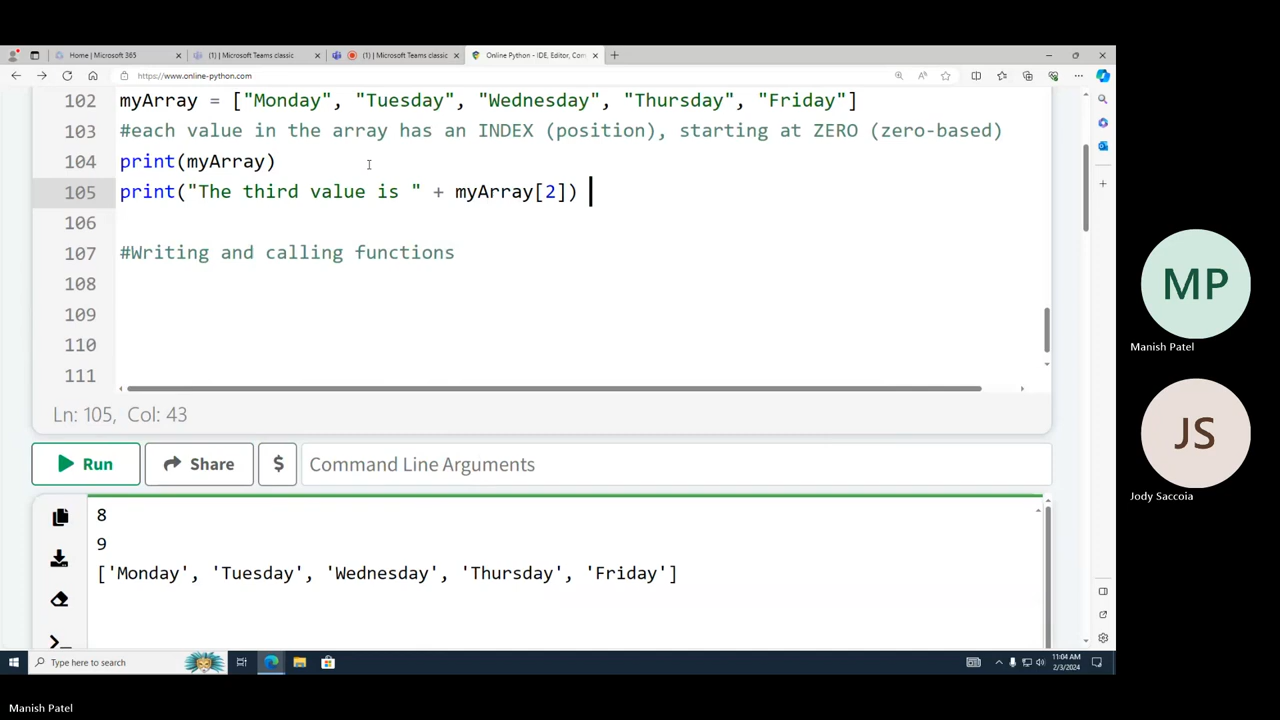 Home | Microsoft 365
(1) | Microsoft Teams classic
(1) | Microsoft Teams classic
Online Python - IDE, Editor, Com
https://www.online-python.com
102 myArray = ["Monday", "Tuesday", "Wednesday", "Thursday", "Friday"]
103 #each value in the array has an INDEX (position), starting at ZERO (zero-based)
104 print(myArray)
105 print("The third value is " + myArray[2])
106
107 #Writing and calling functions
108
109
110
111
Ln: 105, Col: 43
Run
Share
$
Command Line Arguments
8
9
['Monday', 'Tuesday', 'Wednesday', 'Thursday', 'Friday']
MP
Manish Patel
JS
Jody Saccoia
Type here to search
11:04 AM
2/3/2024
Manish Patel